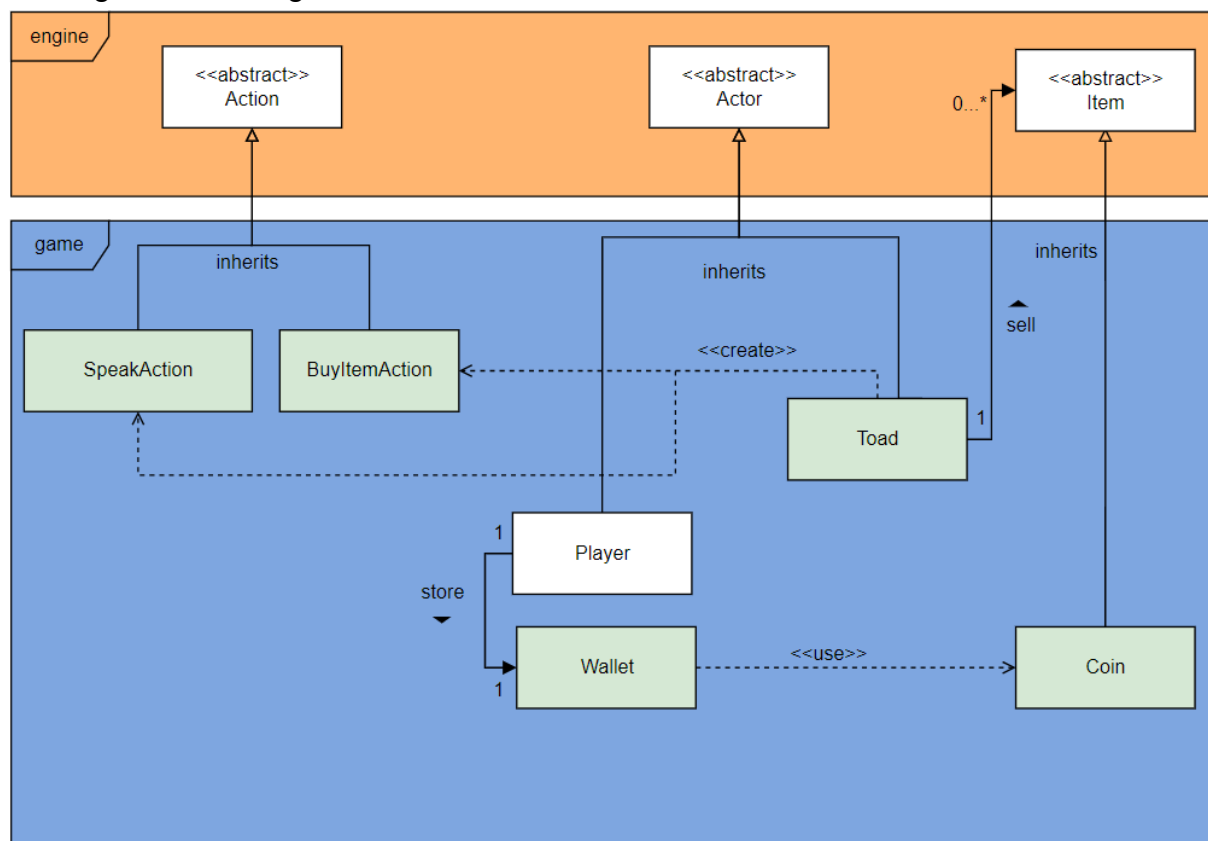 engine
<<abstract>>
Action
<<abstract>>
Actor
<<abstract>>
Item
0...*
game
inherits
inherits
inherits
sell
SpeakAction
BuyItemAction
<<create>>
1
Toad
1
Player
store
Wallet
1
<<use>>
Coin